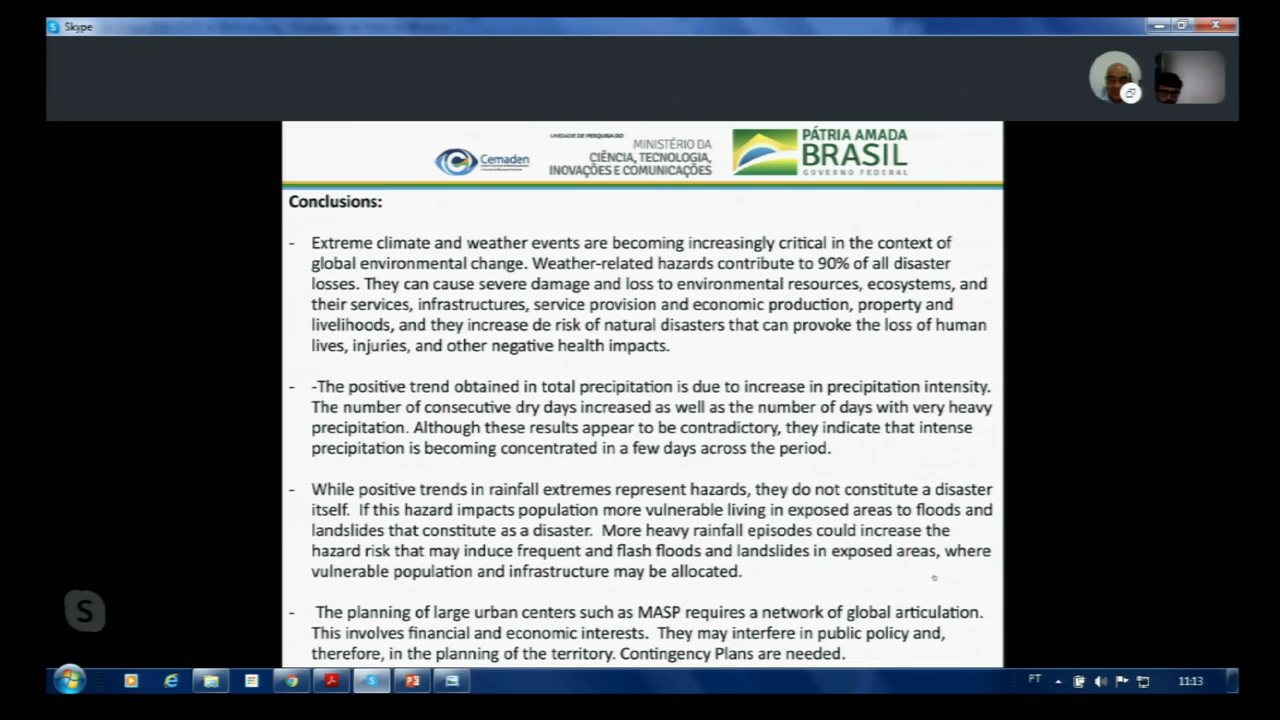 Skype
Cemaden
UNIDADE DE PESQUISA DO
MINISTÉRIO DA
CIÊNCIA, TECNOLOGIA,
INOVAÇÕES E COMUNICAÇÕES
PÁTRIA AMADA
BRASIL
GOVERNO FEDERAL
Conclusions:
- Extreme climate and weather events are becoming increasingly critical in the context of
global environmental change. Weather-related hazards contribute to 90% of all disaster
losses. They can cause severe damage and loss to environmental resources, ecosystems, and
their services, infrastructures, service provision and economic production, property and
livelihoods, and they increase de risk of natural disasters that can provoke the loss of human
lives, injuries, and other negative health impacts.
- -The positive trend obtained in total precipitation is due to increase in precipitation intensity.
The number of consecutive dry days increased as well as the number of days with very heavy
precipitation. Although these results appear to be contradictory, they indicate that intense
precipitation is becoming concentrated in a few days across the period.
- While positive trends in rainfall extremes represent hazards, they do not constitute a disaster
itself. If this hazard impacts population more vulnerable living in exposed areas to floods and
landslides that constitute as a disaster. More heavy rainfall episodes could increase the
hazard risk that may induce frequent and flash floods and landslides in exposed areas, where
vulnerable population and infrastructure may be allocated.
- The planning of large urban centers such as MASP requires a network of global articulation.
This involves financial and economic interests. They may interfere in public policy and,
therefore, in the planning of the territory. Contingency Plans are needed.
S
PT
11:13